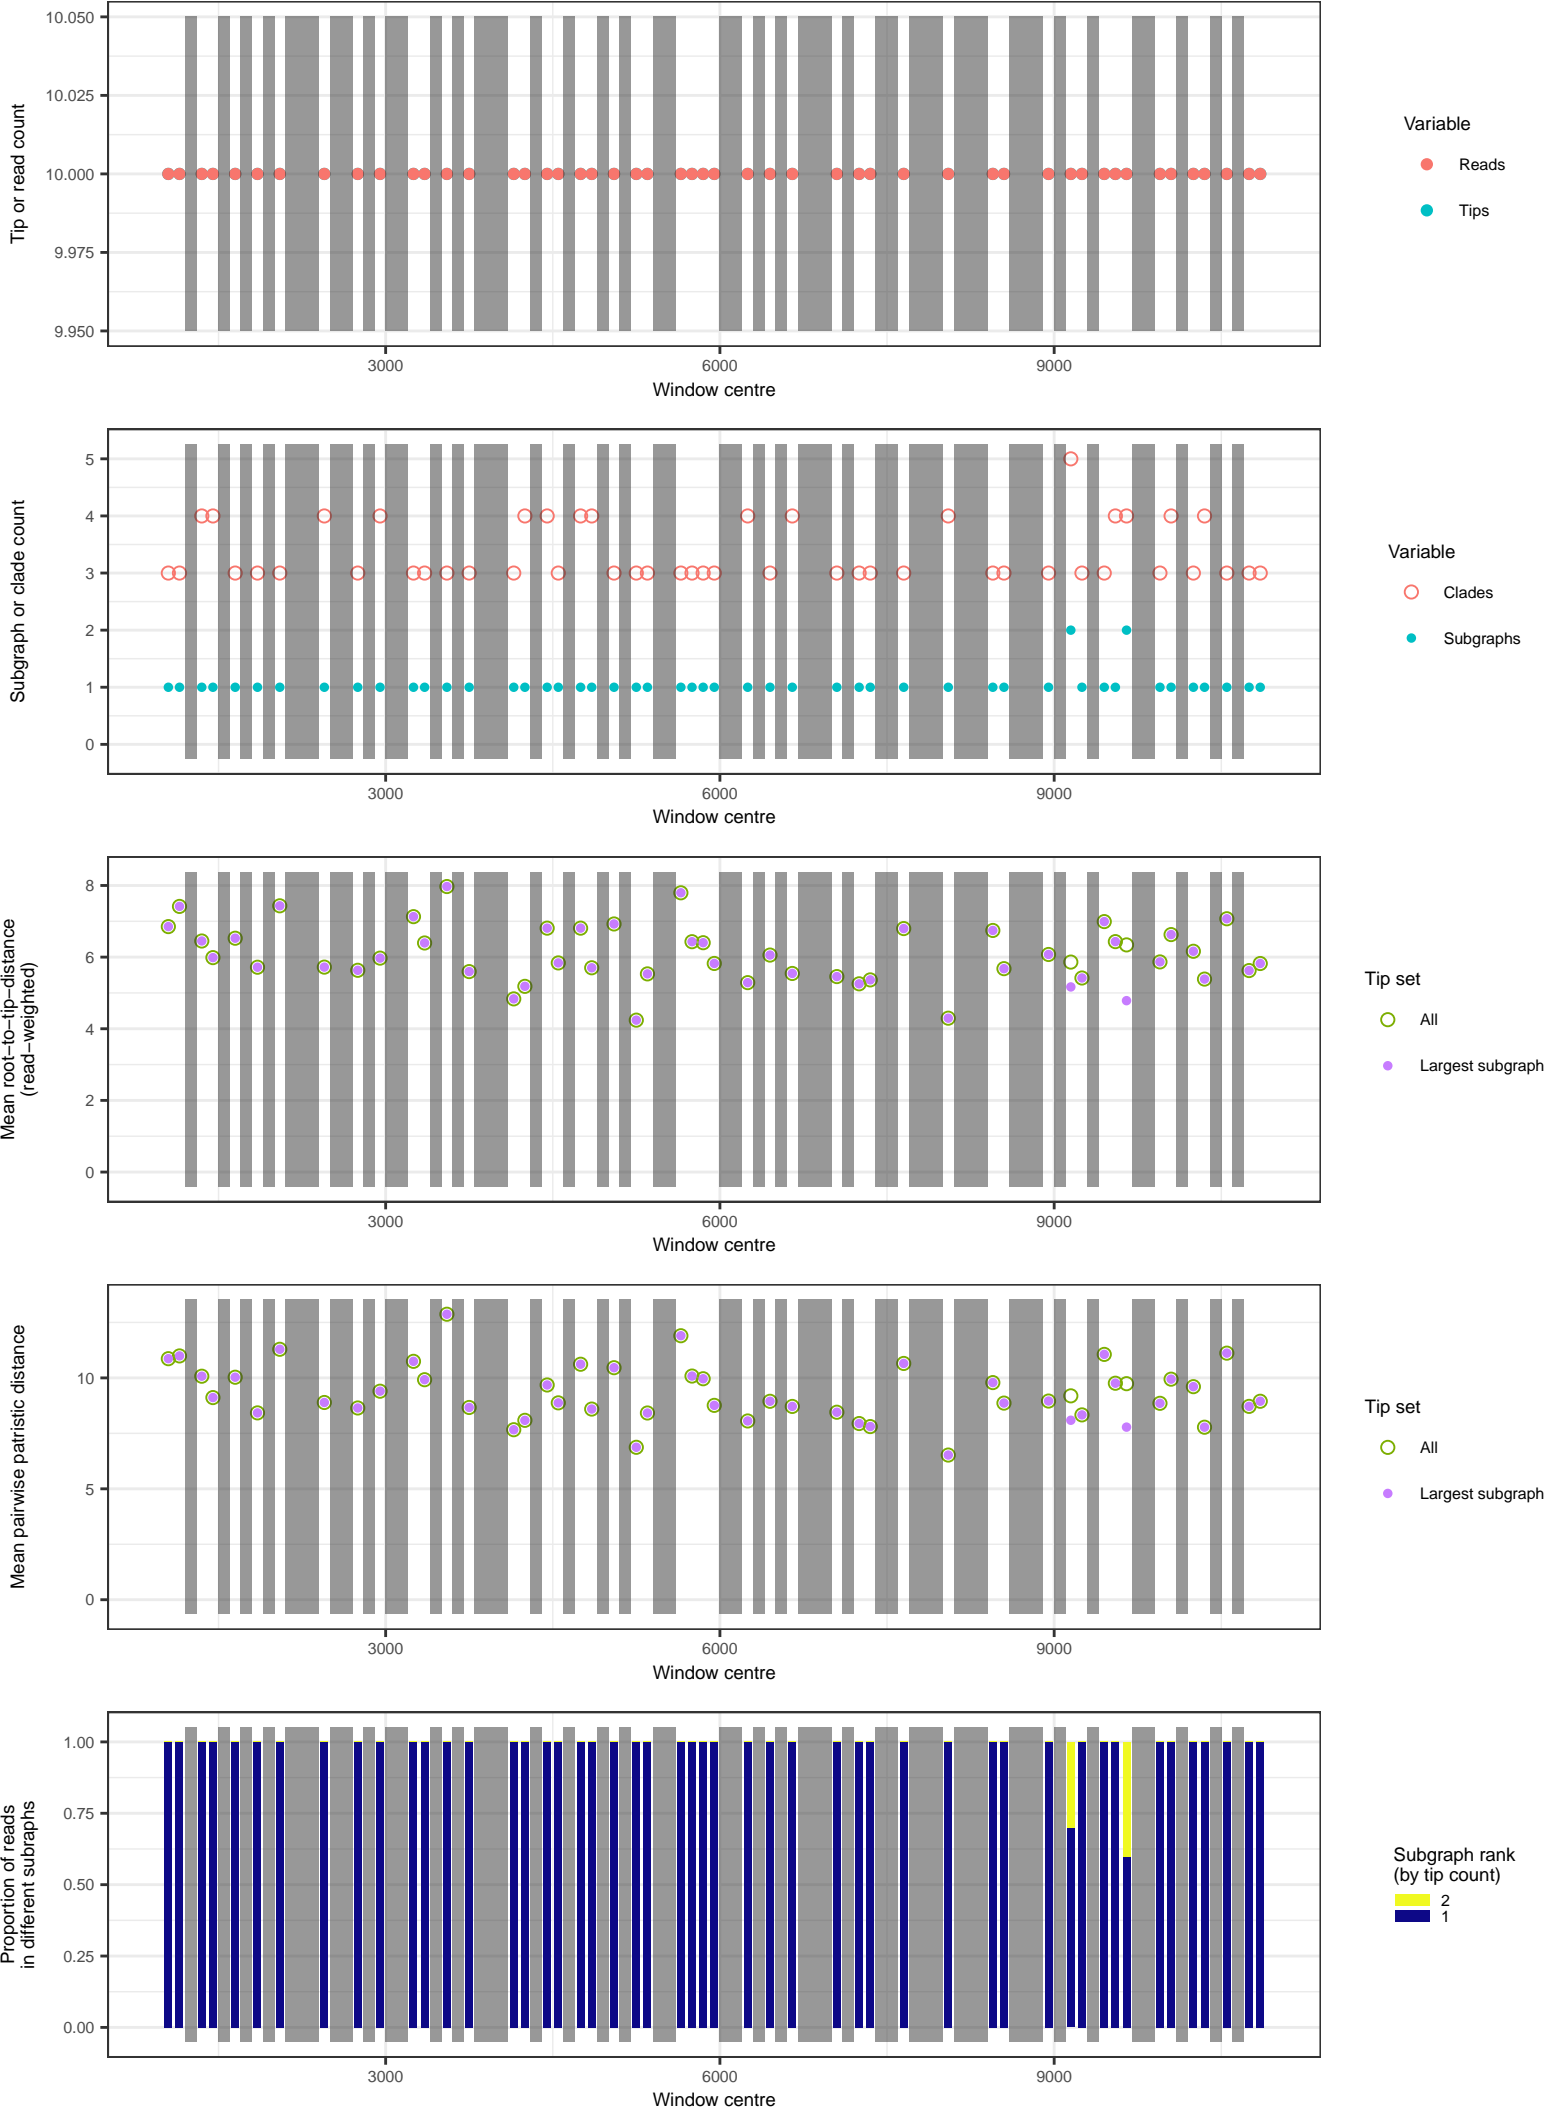 Tip or read count
10.050
10.025
10.000
9.975
9.950
3000 6000 9000
Window centre
Variable
Reads
Tips
Subgraph or clade count
5
4
3
2
1
0
3000 6000 9000
Window centre
Variable
Clades
Subgraphs
Mean root−to−tip−distance
(read−weighted)
8
6
4
2
0
3000 6000 9000
Window centre
Tip set
All
Largest subgraph
Mean pairwise patristic distance
10
5
0
3000 6000 9000
Window centre
Tip set
All
Largest subgraph
Proportion of reads
in different subraphs
1.00
0.75
0.50
0.25
0.00
3000 6000 9000
Window centre
Subgraph rank
(by tip count)
2
1